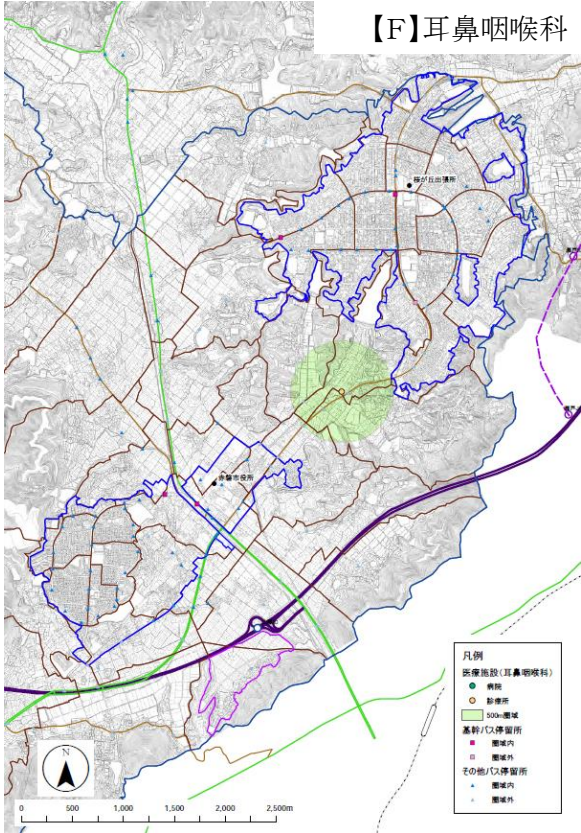 【F】耳鼻咽喉科
桜が丘出張所
赤磐市役所
N
0 500 1,000 1,500 2,000 2,500m
凡例
医療施設(耳鼻咽喉科)
病院
診療所
500m圏域
基幹バス停留所
圏域内
圏域外
その他バス停留所
圏域内
圏域外